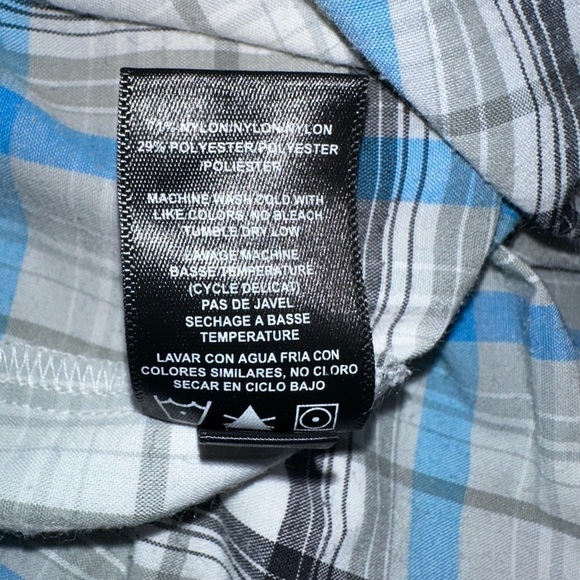 NYLON/NYLON/NYLON
29% POLYESTER/POLYESTER
/POLIESTER
MACHINE WASH COLD WITH
LIKE COLORS, NO BLEACH
TUMBLE DRY LOW
LAVAGE MACHINE
BASSE/TEMPERATURE
(CYCLE DELICAT)
PAS DE JAVEL
SECHAGE A BASSE
TEMPERATURE
LAVAR CON AGUA FRIA CON
COLORES SIMILARES, NO CLORO
SECAR EN CICLO BAJO